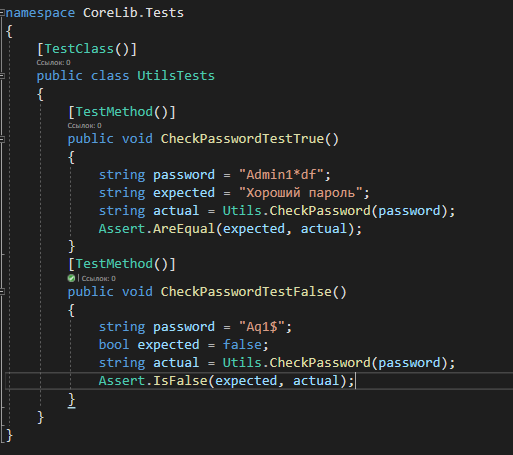 namespace CoreLib.Tests
{
[TestClass()]
Ссылок: 0
public class UtilsTests
{
[TestMethod()]
Ссылок: 0
public void CheckPasswordTestTrue()
{
string password = "Admin1*df";
string expected = "Хороший пароль";
string actual = Utils.CheckPassword(password);
Assert.AreEqual(expected, actual);
}
[TestMethod()]
| Ссылок: 0
public void CheckPasswordTestFalse()
{
string password = "Aq1$";
bool expected = false;
string actual = Utils.CheckPassword(password);
Assert.IsFalse(expected, actual);
}
}
}